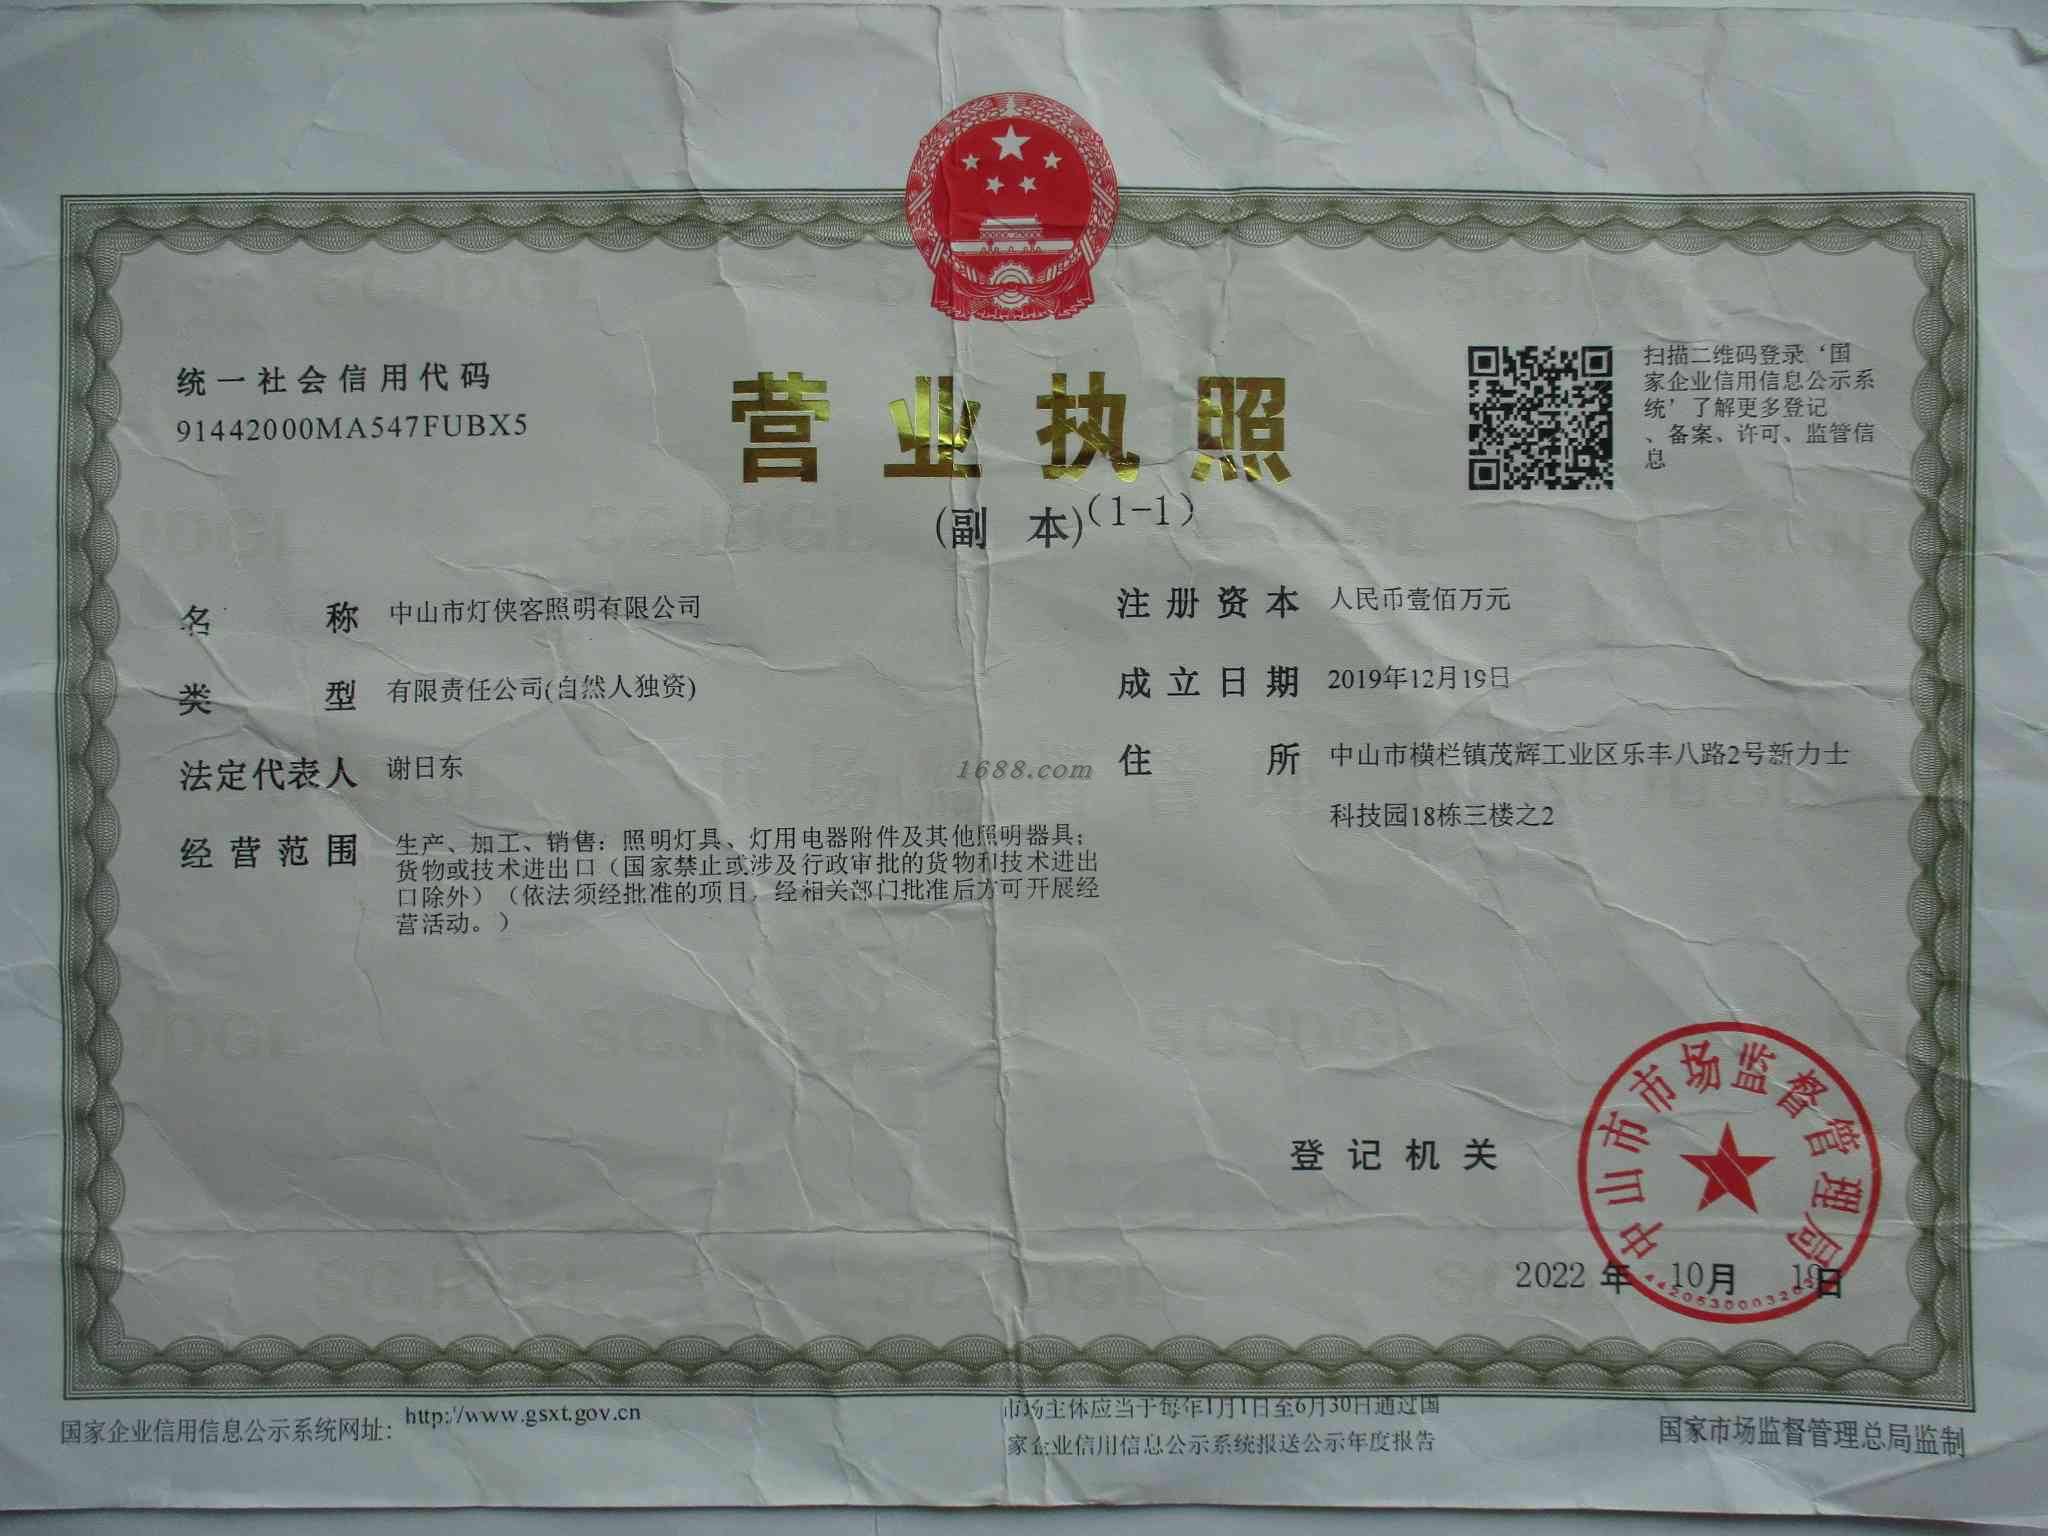 统一社会信用代码
91442000MA547FUBX5
营业执照
(副 本)(1-1)
扫描二维码登录‘国
家企业信用信息公示系
统’了解更多登记
、备案、许可、监管信
息
名 称 中山市灯侠客照明有限公司
类 型 有限责任公司(自然人独资)
法定代表人 谢日东
经营范围 生产、加工、销售：照明灯具、灯用电器附件及其他照明器具；
货物或技术进出口（国家禁止或涉及行政审批的货物和技术进出
口除外）（依法须经批准的项目，经相关部门批准后方可开展经
营活动。）
注册资本 人民币壹佰万元
成立日期 2019年12月19日
住 所 中山市横栏镇茂辉工业区乐丰八路2号新力士
科技园18栋三楼之2
1688.com
登记机关
中山市市场监督管理局
2022 年 10月 19日
国家企业信用信息公示系统网址：http://www.gsxt.gov.cn
市场主体应当于每年1月1日至6月30日通过国
家企业信用信息公示系统报送公示年度报告
国家市场监督管理总局监制